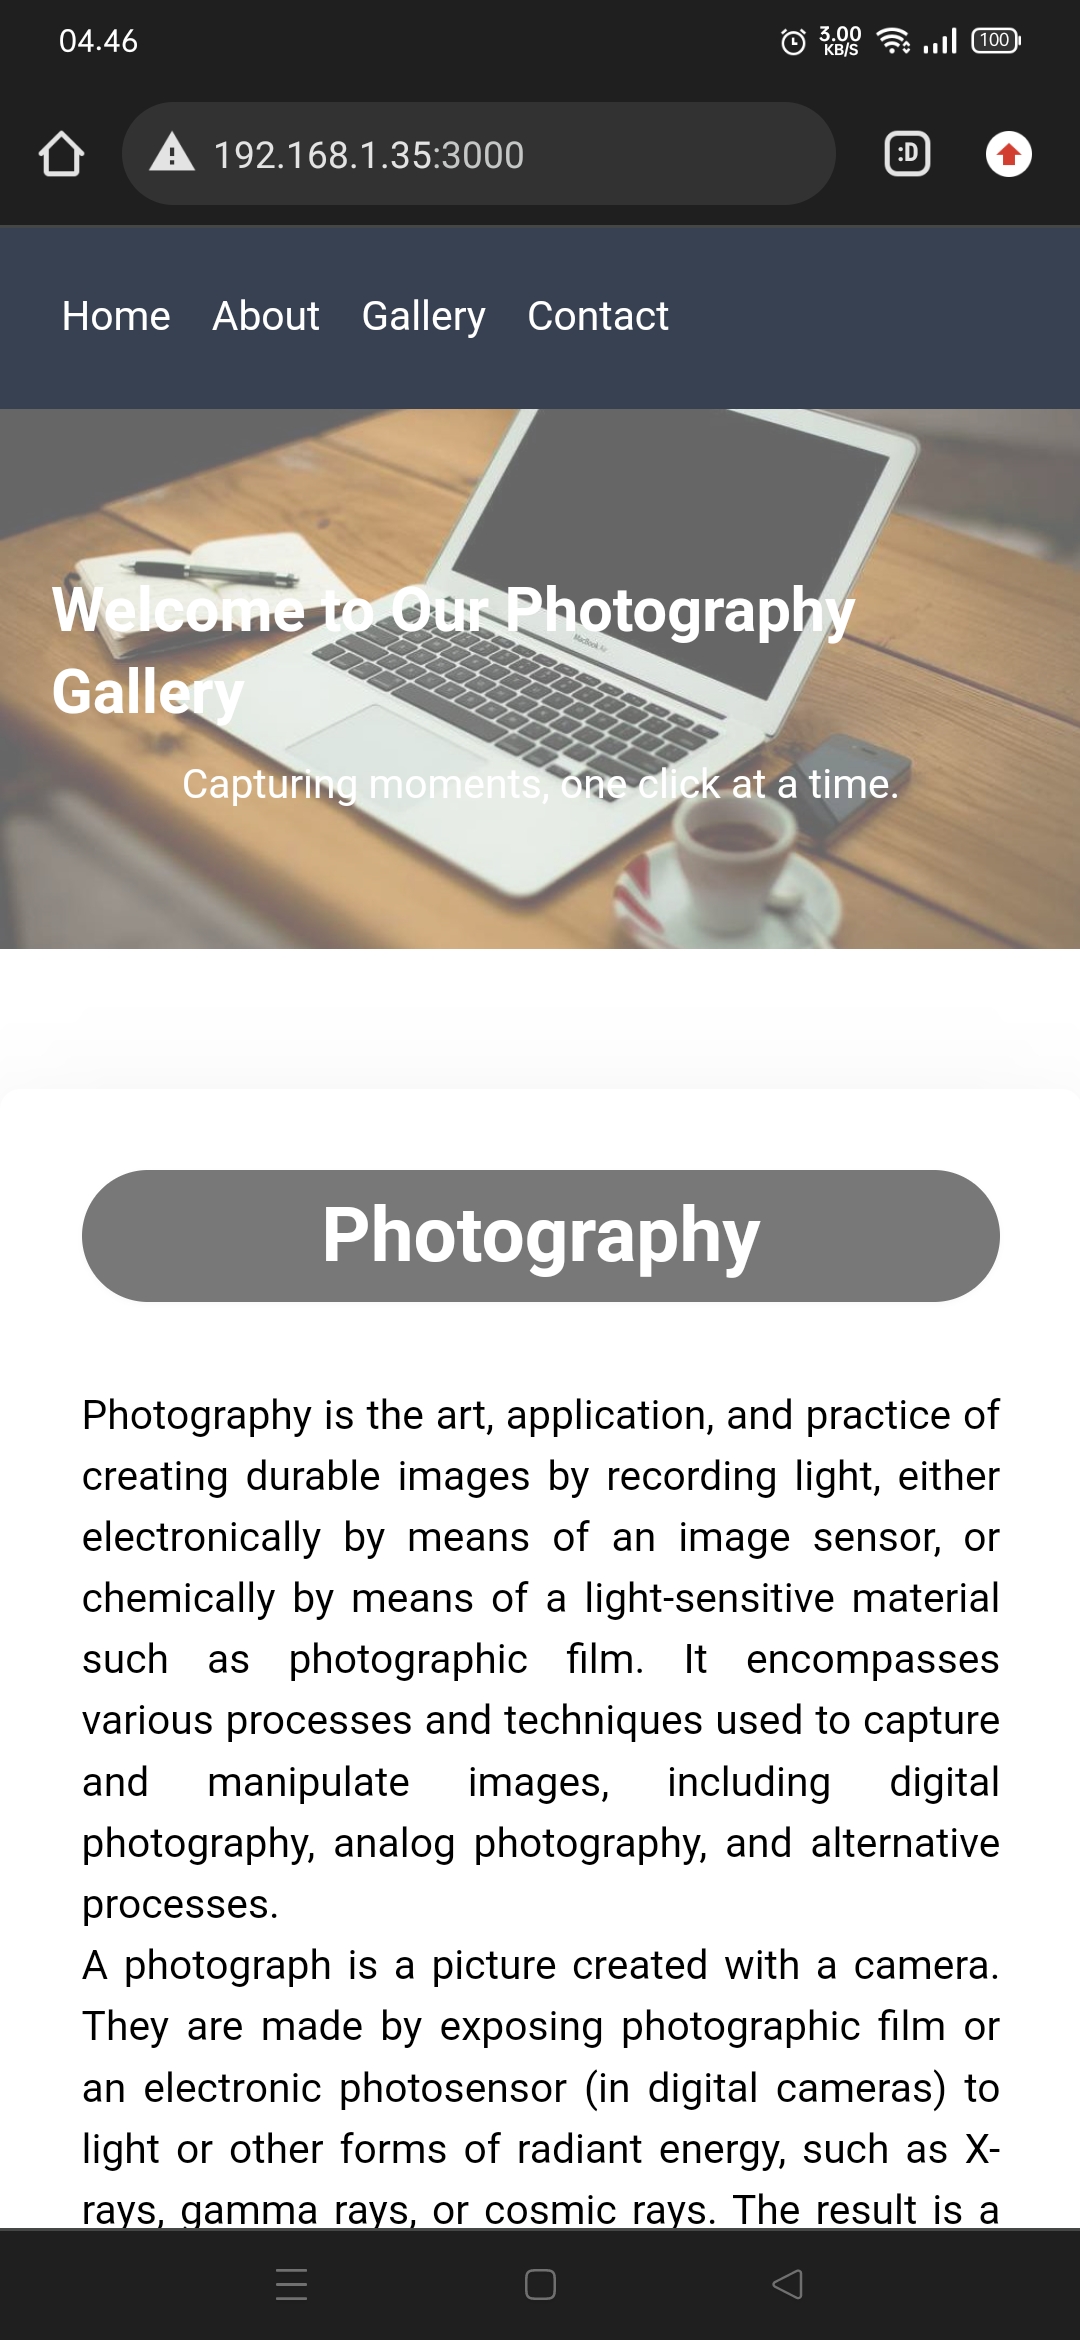 04.46
3.00
KB/S
100
192.168.1.35:3000
:D
Home About Gallery Contact
MacBook Air
Welcome to Our Photography
Gallery
Capturing moments, one click at a time.
Photography
Photography is the art, application, and practice of
creating durable images by recording light, either
electronically by means of an image sensor, or
chemically by means of a light-sensitive material
such as photographic film. It encompasses
various processes and techniques used to capture
and manipulate images, including digital
photography, analog photography, and alternative
processes.
A photograph is a picture created with a camera.
They are made by exposing photographic film or
an electronic photosensor (in digital cameras) to
light or other forms of radiant energy, such as X-
rays, gamma rays, or cosmic rays. The result is a